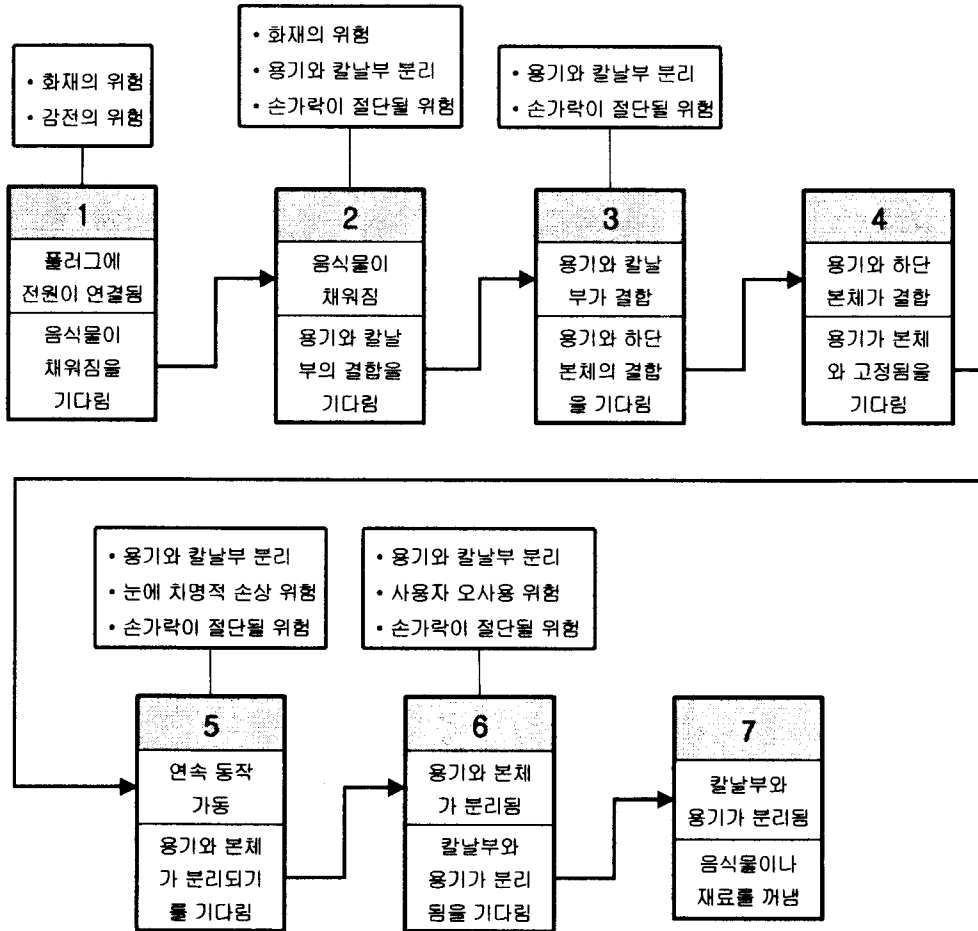 • 화재의 위험
• 감전의 위험
1
플러그에
전원이 연결됨
음식물이
채워짐을
기다림
• 화재의 위험
• 용기와 칼날부 분리
• 손가락이 절단될 위험
2
음식물이
채워짐
용기와 칼날
부의 결합을
기다림
• 용기와 칼날부 분리
• 손가락이 절단될 위험
3
용기와 칼날
부가 결합
용기와 하단
본체의 결합
을 기다림
4
용기와 하단
본체가 결합
용기가 본체
와 고정됨을
기다림
• 용기와 칼날부 분리
• 눈에 치명적 손상 위험
• 손가락이 절단될 위험
5
연속 동작
가동
용기와 본체
가 분리되기
를 기다림
• 용기와 칼날부 분리
• 사용자 오사용 위험
• 손가락이 절단될 위험
6
용기와 본체
가 분리됨
칼날부와
용기가 분리
됨을 기다림
7
칼날부와
용기가 분리됨
음식물이나
재료를 꺼냄